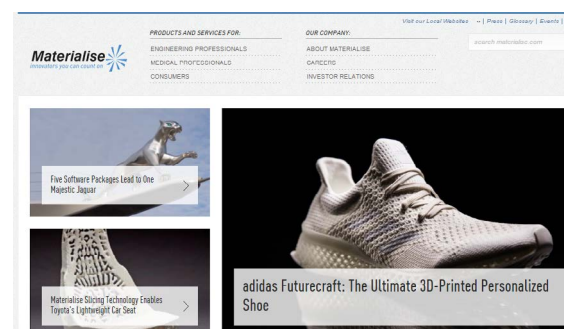 Visit our Local Websites | Press | Glossary | Events |
PRODUCTS AND SERVICES FOR:
OUR COMPANY:
search materialise.com
ENGINEERING PROFESSIONALS
ABOUT MATERIALISE
Materialise
innovators you can count on
MEDICAL PROFESSIONALS
CAREERS
CONSUMERS
INVESTOR RELATIONS
Five Software Packages Lead to One
Majestic Jaguar
adidas Futurecraft: The Ultimate 3D-Printed Personalized
Shoe
Materialise Slicing Technology Enables
Toyota's Lightweight Car Seat